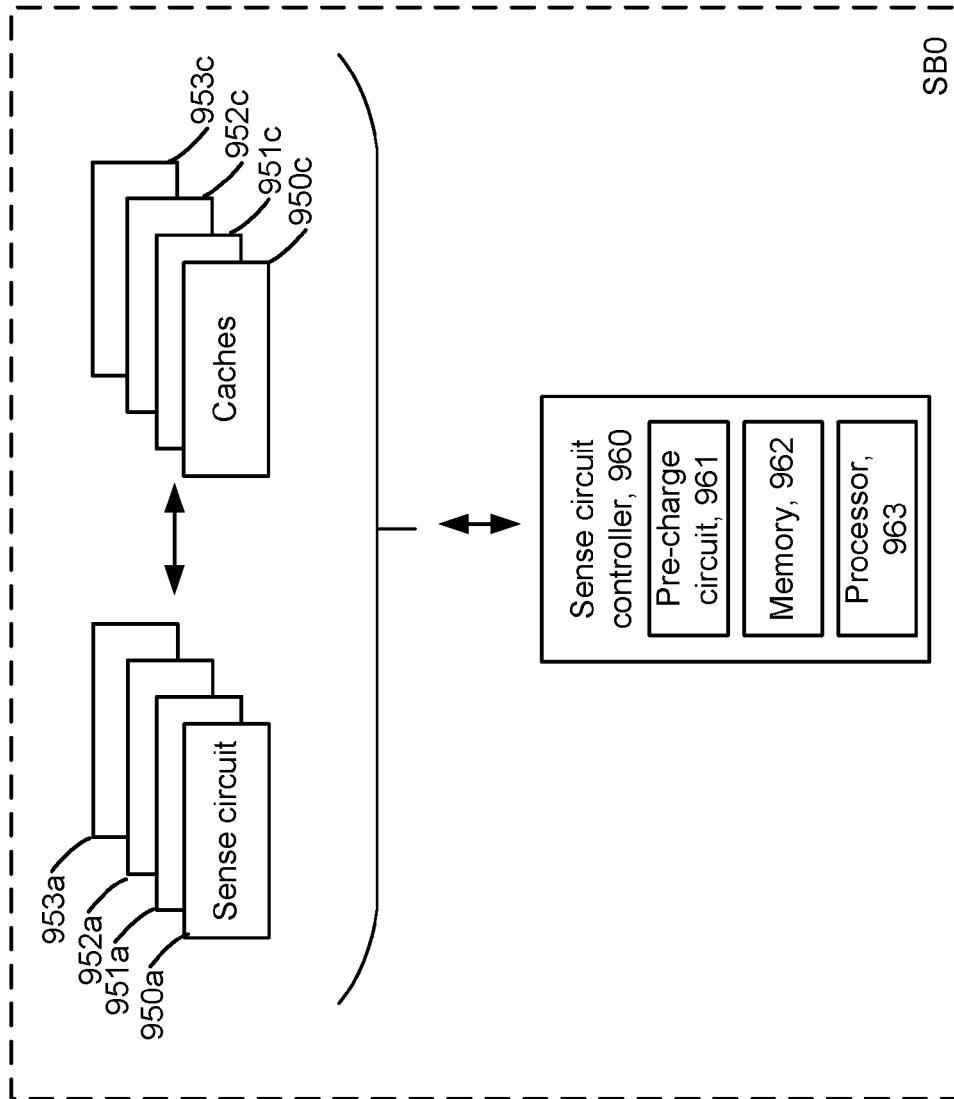 953a
952a
951a
950a
Sense circuit
953c
952c
951c
950c
Caches
Sense circuit
controller, 960
Pre-charge
circuit, 961
Memory, 962
Processor,
963
SB0